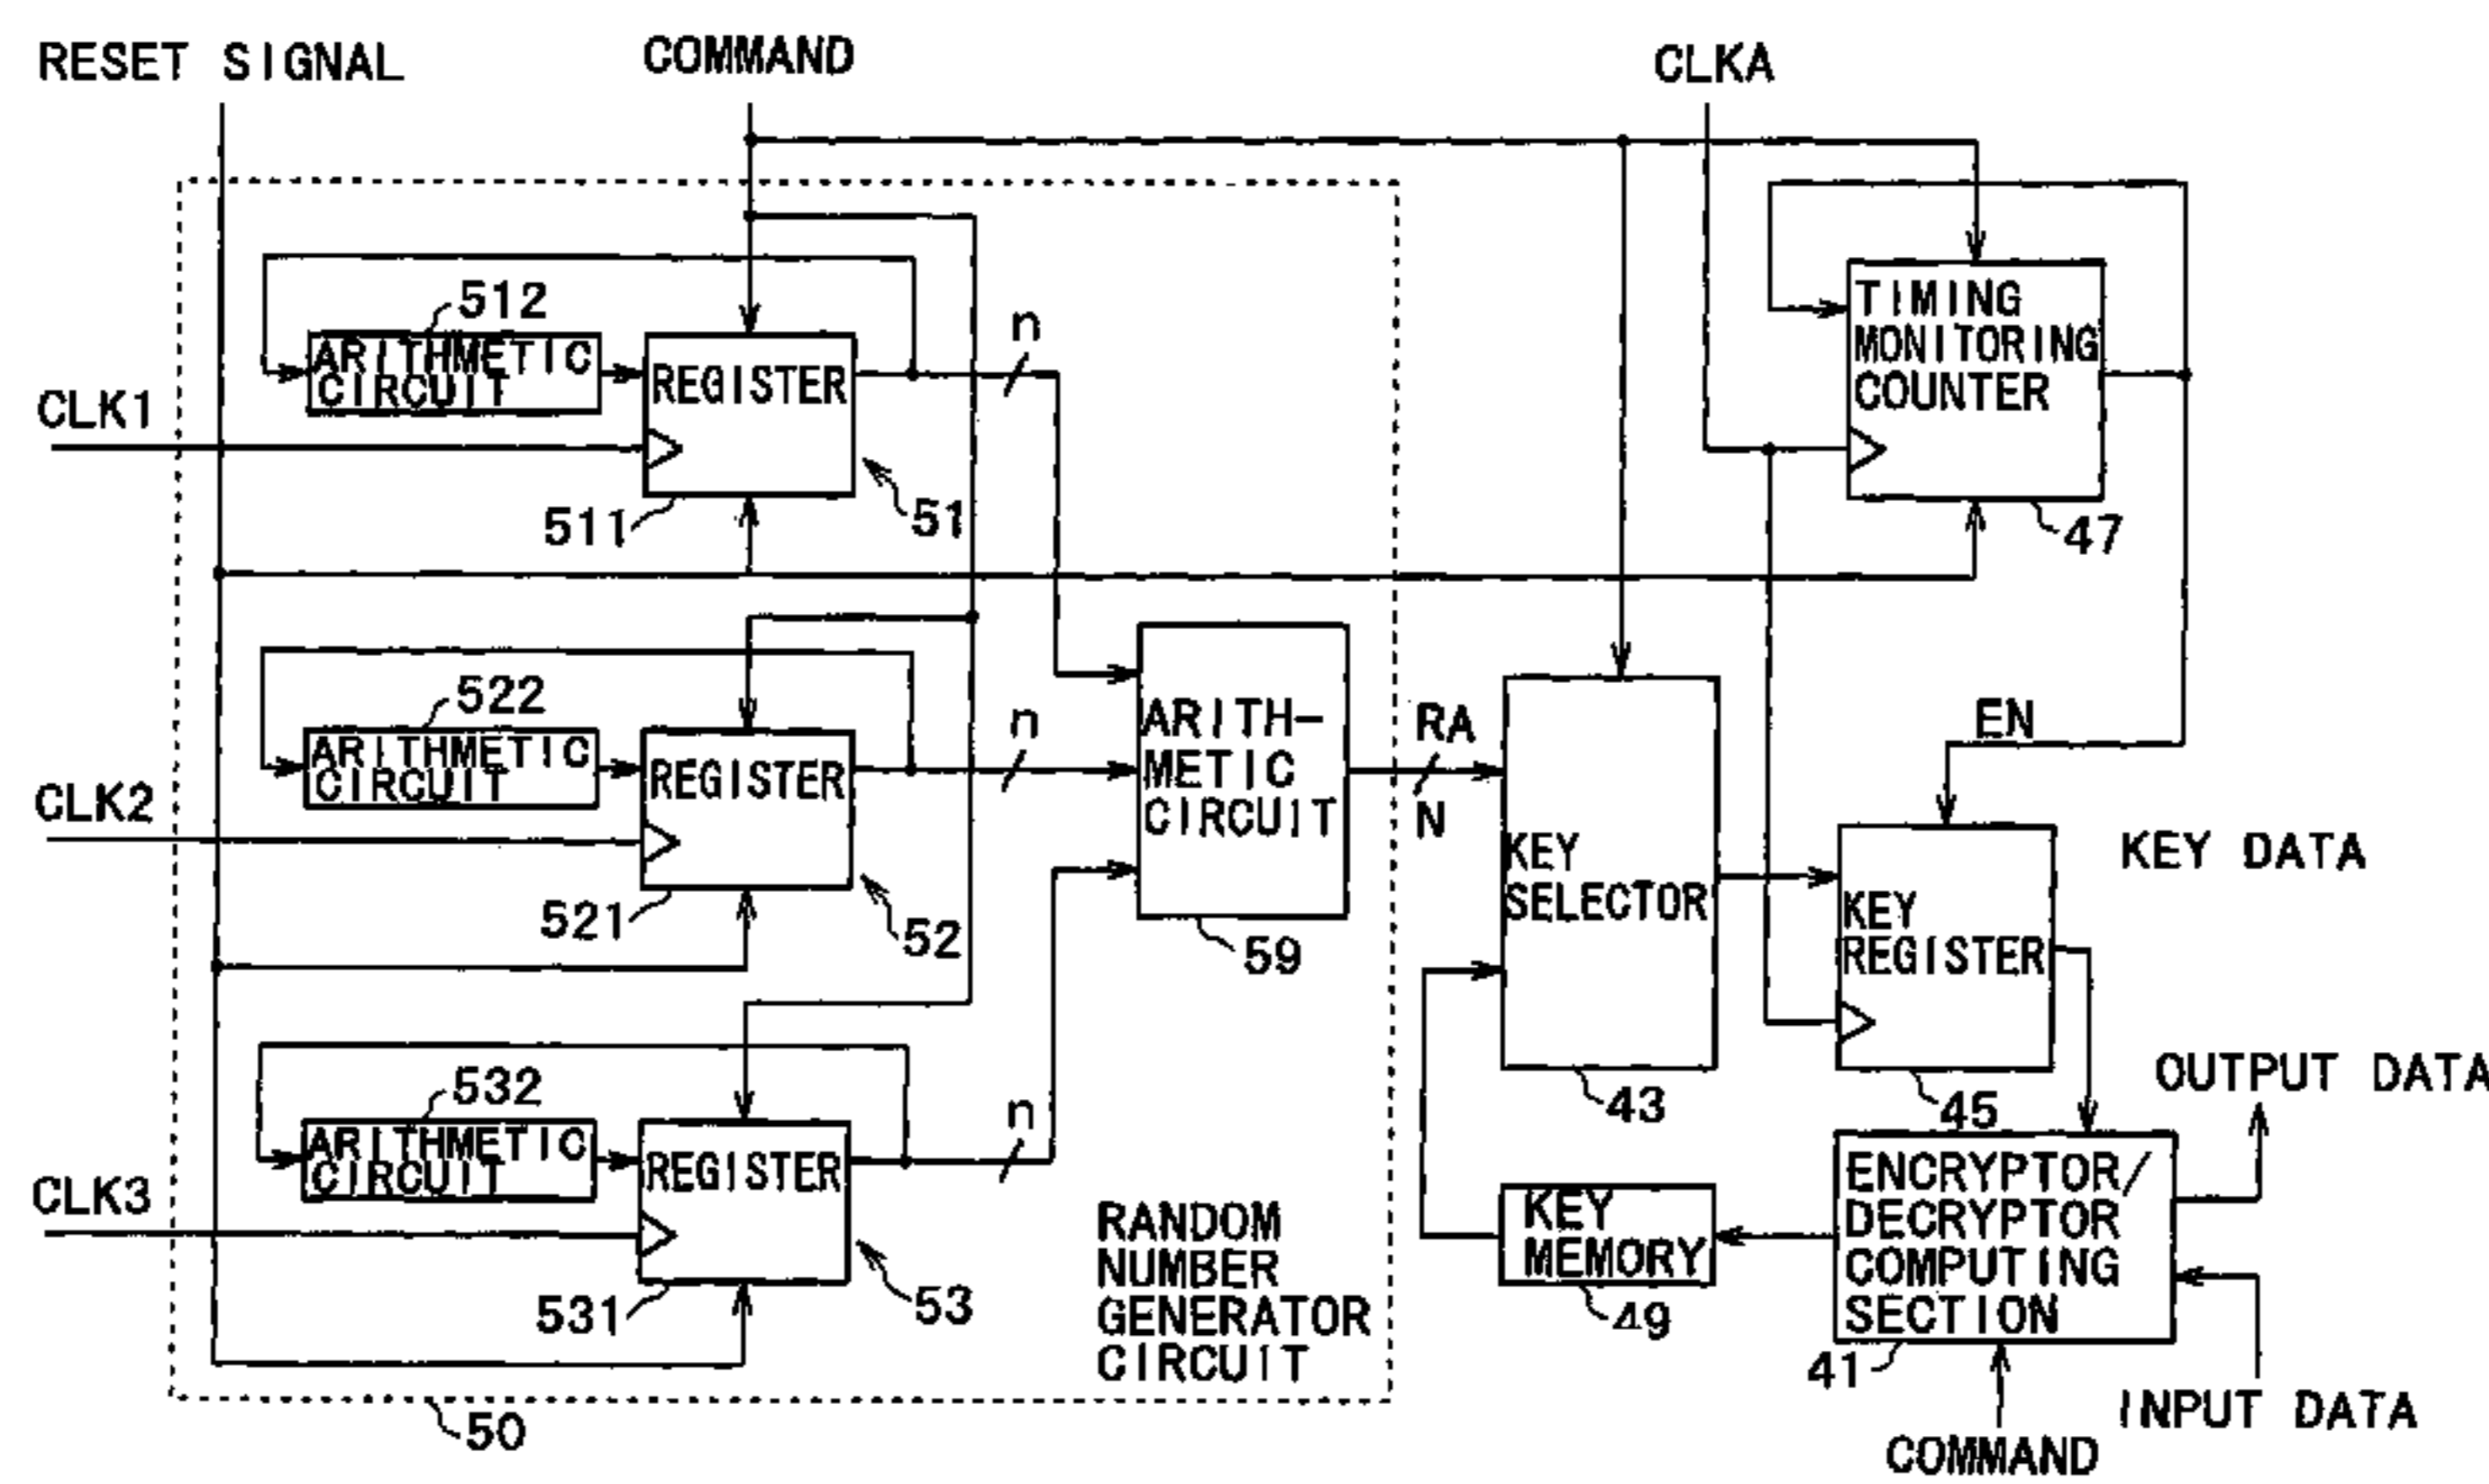 RESET SIGNAL
COMMAND
CLKA
512
ARITHMETIC
CIRCUIT
REGISTER
n
CLK1
511
51
TIMING
MONITORING
COUNTER
47
522
ARITHMETIC
CIRCUIT
REGISTER
n
CLK2
521
52
ARITH-
METIC
CIRCUIT
59
RA
N
KEY
SELECTOR
43
EN
KEY
REGISTER
45
KEY DATA
532
ARITHMETIC
CIRCUIT
REGISTER
n
CLK3
531
53
RANDOM
NUMBER
GENERATOR
CIRCUIT
50
KEY
MEMORY
49
ENCRYPTOR/
DECRYPTOR
COMPUTING
SECTION
41
OUTPUT DATA
INPUT DATA
COMMAND